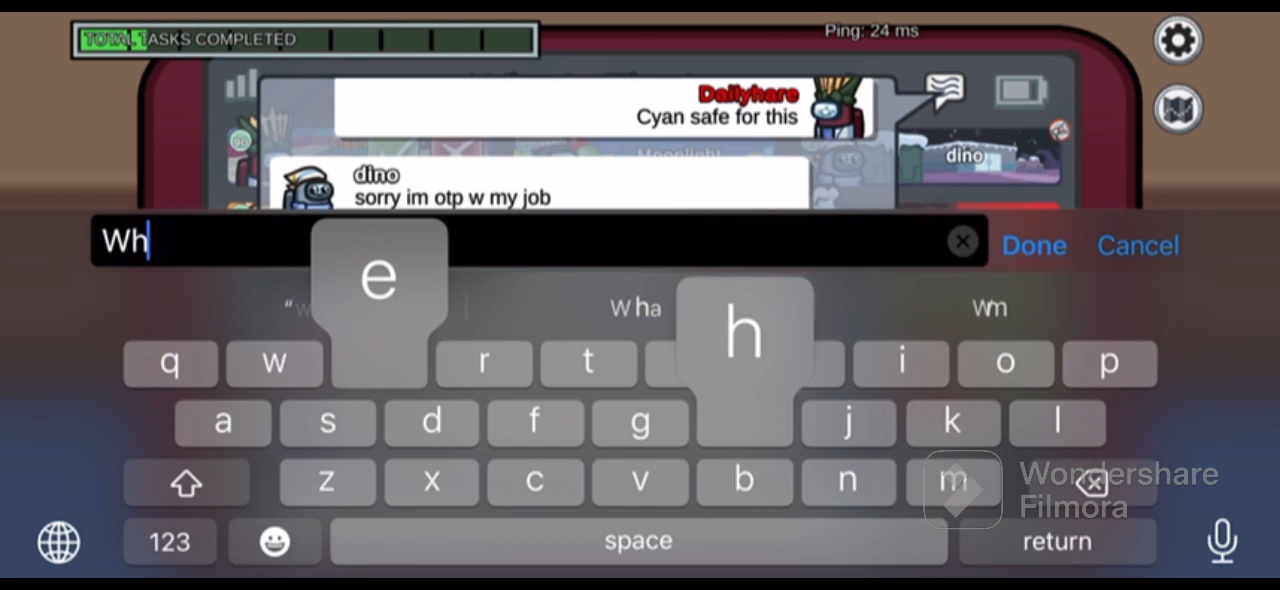 TOTAL TASKS COMPLETED
Ping: 24 ms
Dailyhare
Cyan safe for this
Moonlight
dino
dino
sorry im otp w my job
Wh
Done
Cancel
e
h
"w
Wha
Wm
q w r t i o p
a s d f g j k l
z x c v b n m
Wondershare
Filmora
123
space
return